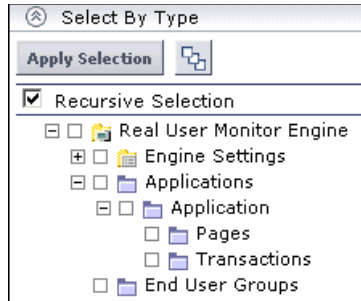 Select By Type
Apply Selection
Recursive Selection
Real User Monitor Engine
Engine Settings
Applications
Application
Pages
Transactions
End User Groups